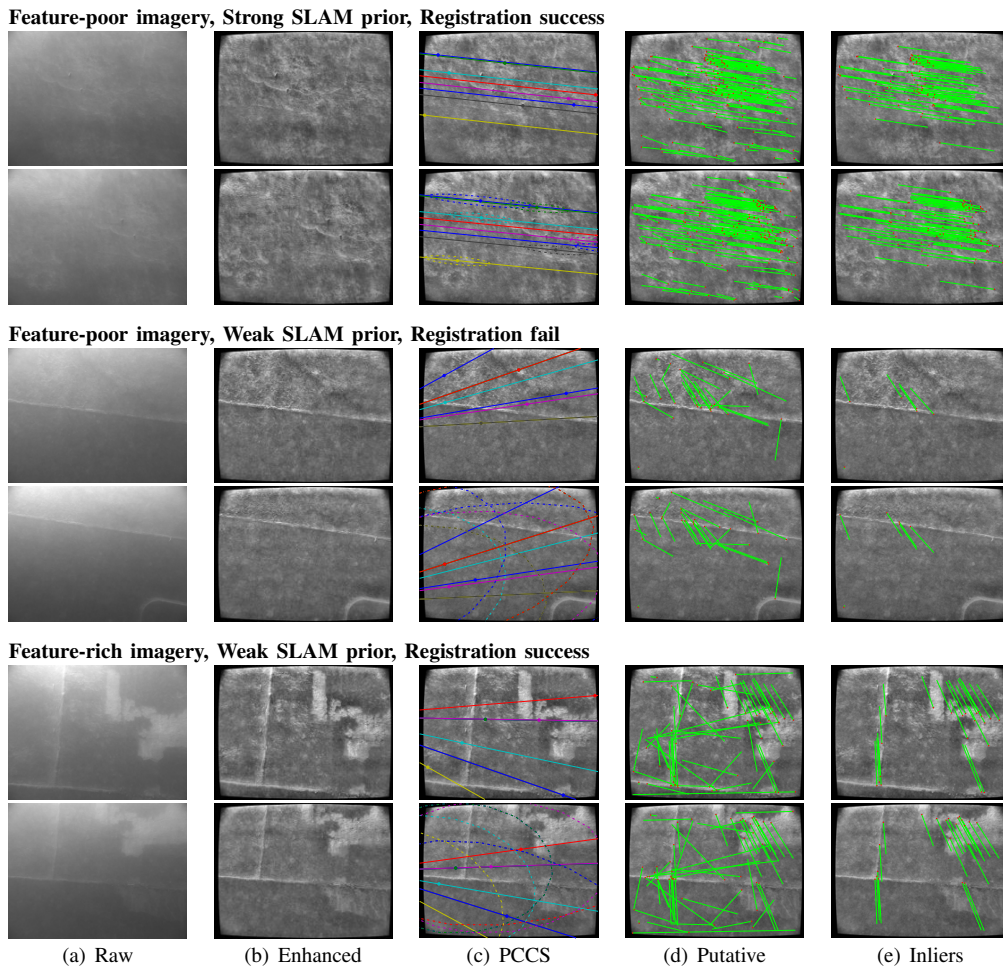 Feature-poor imagery, Strong SLAM prior, Registration success
Feature-poor imagery, Weak SLAM prior, Registration fail
Feature-rich imagery, Weak SLAM prior, Registration success
(a) Raw (b) Enhanced (c) PCCS (d) Putative (e) Inliers